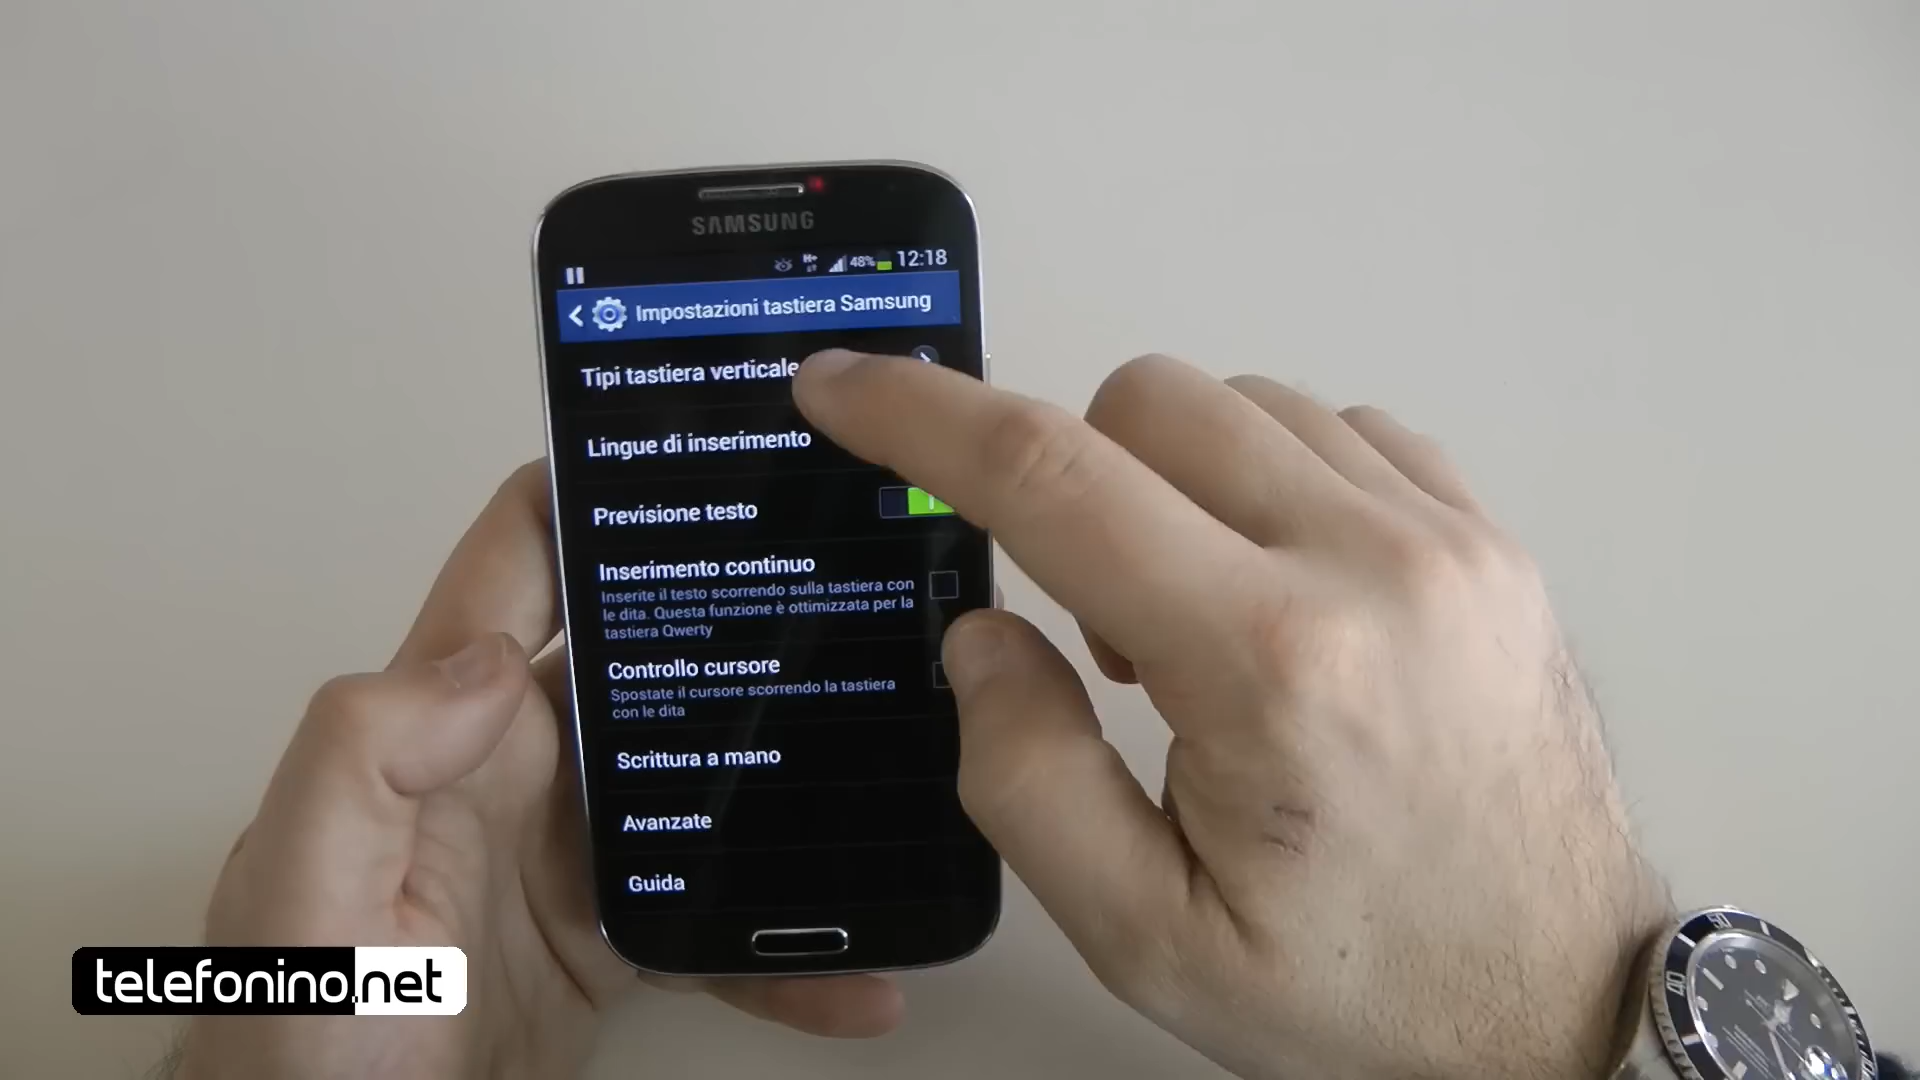 SAMSUNG
H+ 48% 12:18
Impostazioni tastiera Samsung
Tipi tastiera verticale
Lingue di inserimento
Previsione testo
Inserimento continuo
Inserite il testo scorrendo sulla tastiera con
le dita. Questa funzione è ottimizzata per la
tastiera Qwerty
Controllo cursore
Spostate il cursore scorrendo la tastiera
con le dita
Scrittura a mano
Avanzate
Guida
telefonino.net
50
40